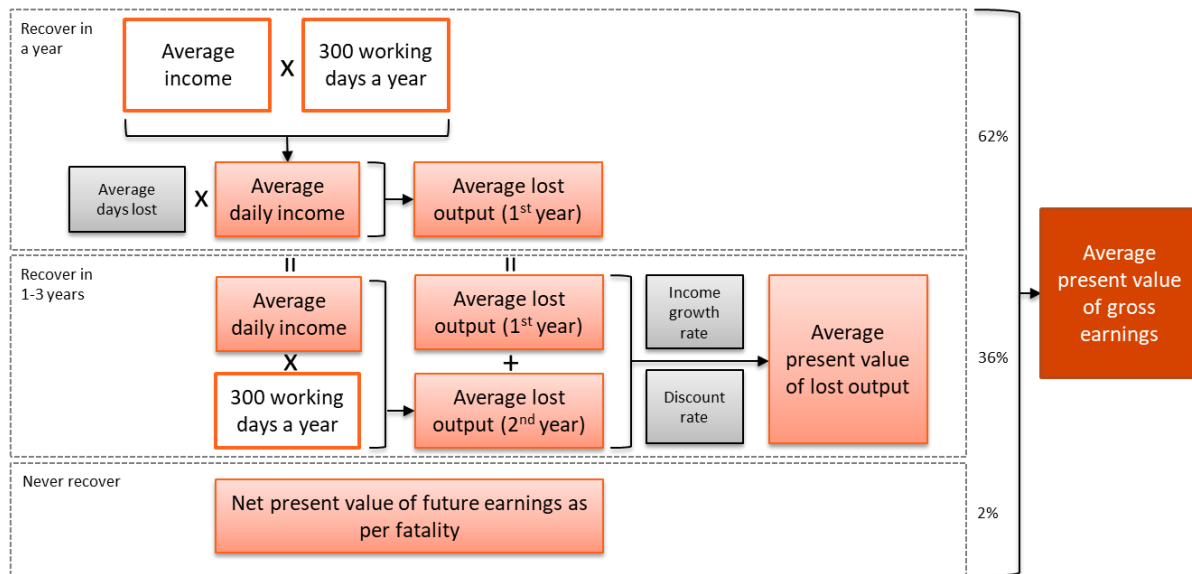 Recover in
a year
Average
income
X
300 working
days a year
Average
days lost
X
Average
daily income
Average lost
output (1st year)
62%
Recover in
1-3 years
=
=
Average
daily income
X
300 working
days a year
Average lost
output (1st year)
+
Average lost
output (2nd year)
Income
growth
rate
Discount
rate
Average
present value
of lost output
36%
Never recover
Net present value of future earnings as
per fatality
2%
Average
present value
of gross
earnings